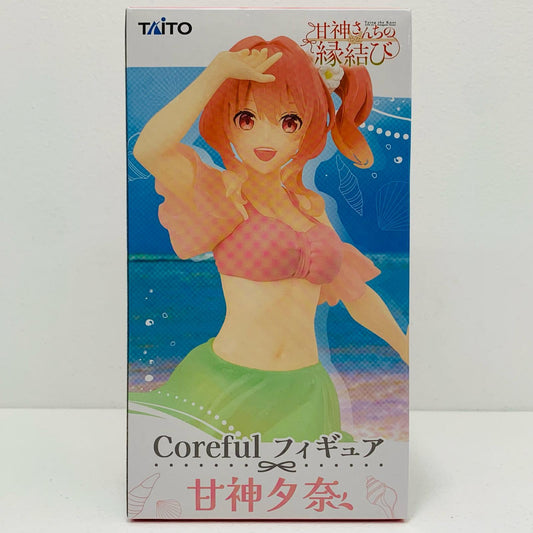 TAITO
甘神さんちの
縁結び
Tying the Knot
Coreful フィギュア
甘神夕奈